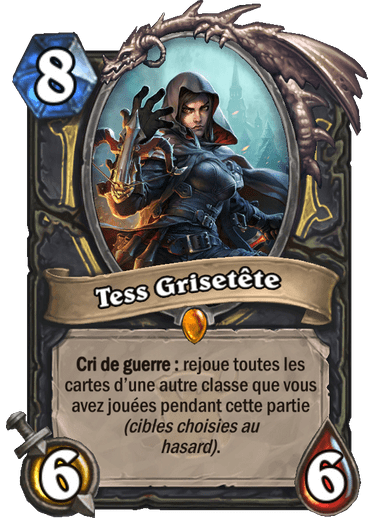 8
Tess Grisetête
Cri de guerre : rejoue toutes les
cartes d'une autre classe que vous
avez jouées pendant cette partie
(cibles choisies au
hasard).
6
6